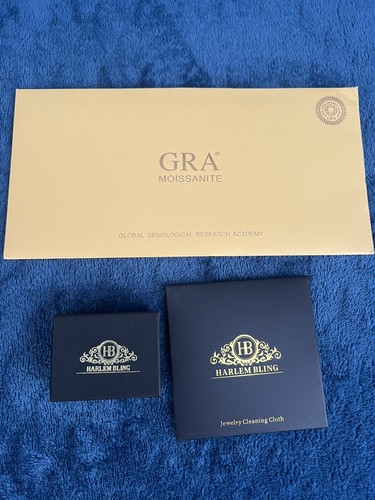 GRA®
MOISSANITE
GLOBAL GEMOLOGICAL RESEARCH ACADEMY
HB
HARLEM BLING
HB
HARLEM BLING
Jewelry Cleaning Cloth